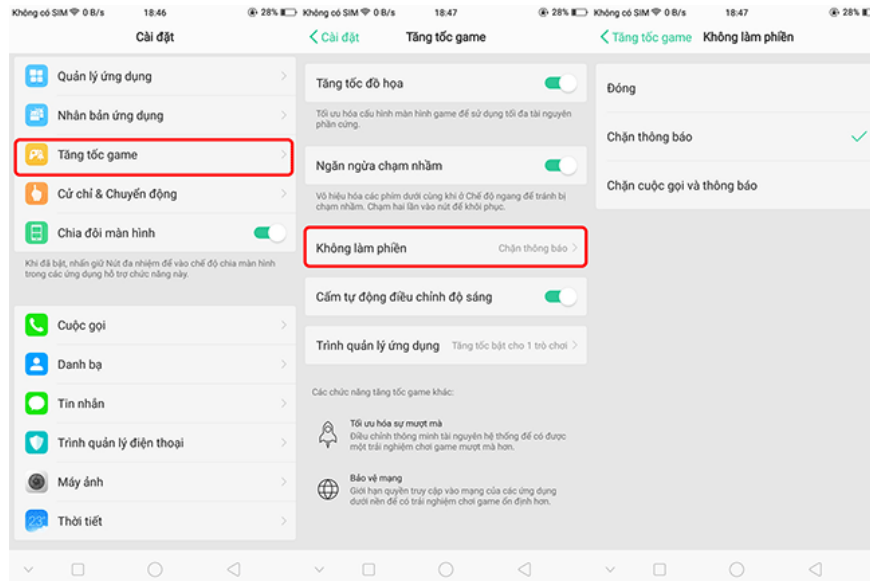 Không có SIM 0 B/s 18:46 28%
Cài đặt
Quản lý ứng dụng
Nhân bản ứng dụng
Tăng tốc game
Cử chỉ & Chuyển động
Chia đôi màn hình
Khi đã bật, nhấn giữ Nút đa nhiệm để vào chế độ chia màn hình
trong các ứng dụng hỗ trợ chức năng này.
Cuộc gọi
Danh bạ
Tin nhắn
Trình quản lý điện thoại
Máy ảnh
23°
Thời tiết
Không có SIM 0 B/s 18:47 28%
Cài đặt Tăng tốc game
Tăng tốc đồ họa
Tối ưu hóa cấu hình màn hình game để sử dụng tối đa tài nguyên
phần cứng.
Ngăn ngừa chạm nhầm
Vô hiệu hóa các phím dưới cùng khi ở Chế độ ngang để tránh bị
chạm nhầm. Chạm hai lần vào nút để khôi phục.
Không làm phiền Chặn thông báo
Cấm tự động điều chỉnh độ sáng
Trình quản lý ứng dụng Tăng tốc bật cho 1 trò chơi
Các chức năng tăng tốc game khác:
Tối ưu hóa sự mượt mà
Điều chỉnh thông minh tài nguyên hệ thống để có được
một trải nghiệm chơi game mượt mà hơn.
Bảo vệ mạng
Giới hạn quyền truy cập vào mạng của các ứng dụng
dưới nền để có trải nghiệm chơi game ổn định hơn.
Không có SIM 0 B/s 18:47 28%
Tăng tốc game Không làm phiền
Đóng
Chặn thông báo
Chặn cuộc gọi và thông báo